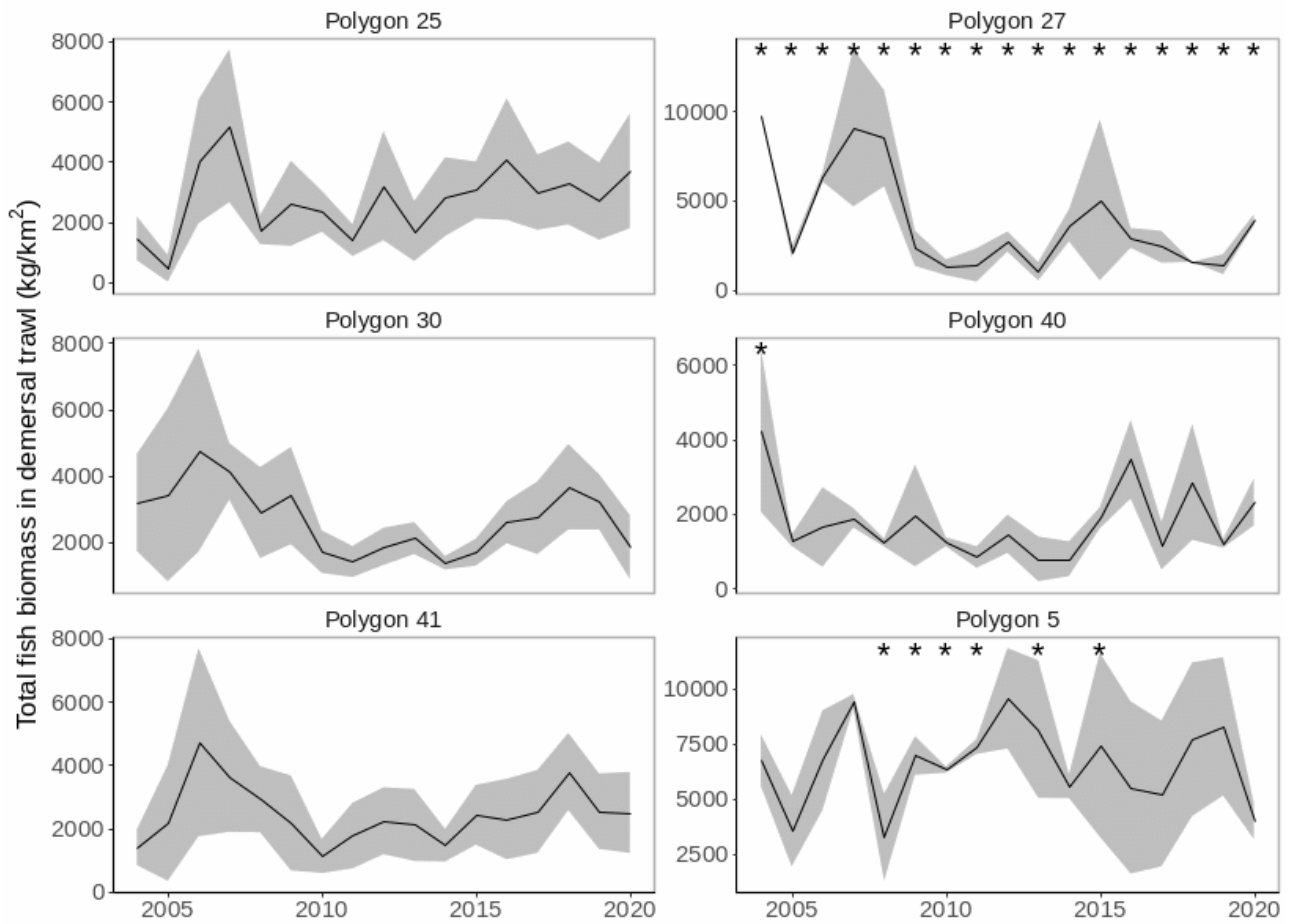 Total fish biomass in demersal trawl (kg/km²)
Polygon 25
8000
6000
4000
2000
0
Polygon 27
* * * * * * * * * * * * * * * * *
10000
5000
0
Polygon 30
8000
6000
4000
2000
Polygon 40
*
6000
4000
2000
0
Polygon 41
8000
6000
4000
2000
0
2005 2010 2015 2020
Polygon 5
* * * * * *
10000
7500
5000
2500
2005 2010 2015 2020